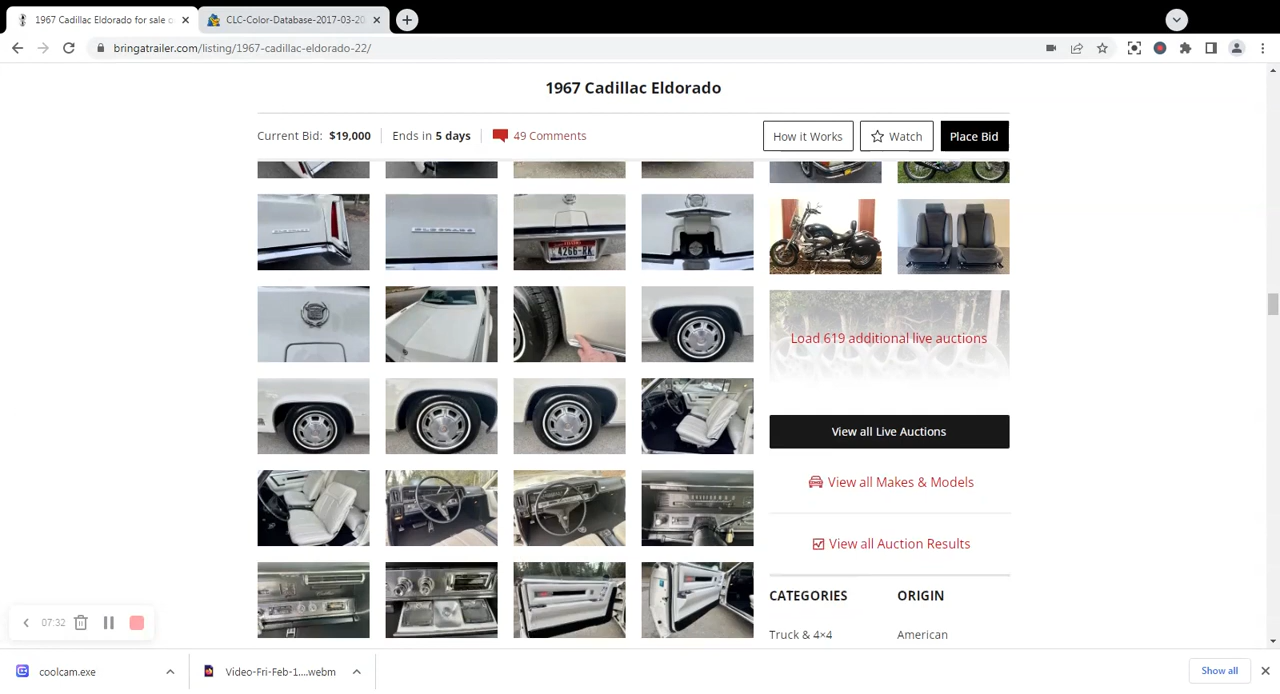 1967 Cadillac Eldorado for sale o
CLC-Color-Database-2017-03-20
bringatrailer.com/listing/1967-cadillac-eldorado-22/
1967 Cadillac Eldorado
Current Bid: $19,000
Ends in 5 days
49 Comments
How it Works
Watch
Place Bid
ELDORADO
4266-RK
Load 619 additional live auctions
View all Live Auctions
View all Makes & Models
View all Auction Results
CATEGORIES
ORIGIN
Truck & 4×4
American
07:32
coolcam.exe
Video-Fri-Feb-1....webm
Show all